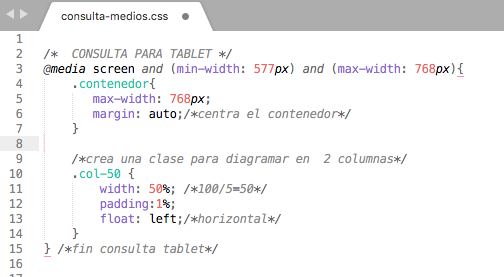 consulta-medios.css
1
2 /*  CONSULTA PARA TABLET */
3 @media screen and (min-width: 577px) and (max-width: 768px){
4     .contenedor{
5        max-width: 768px;
6        margin: auto;/*centra el contenedor*/
7     }
8
9     /*crea una clase para diagramar en  2 columnas*/
10     .col-50 {
11         width: 50%; /*100/5=50*/
12         padding:1%;
13         float: left;/*horizontal*/
14     }
15 } /*fin consulta tablet*/
16